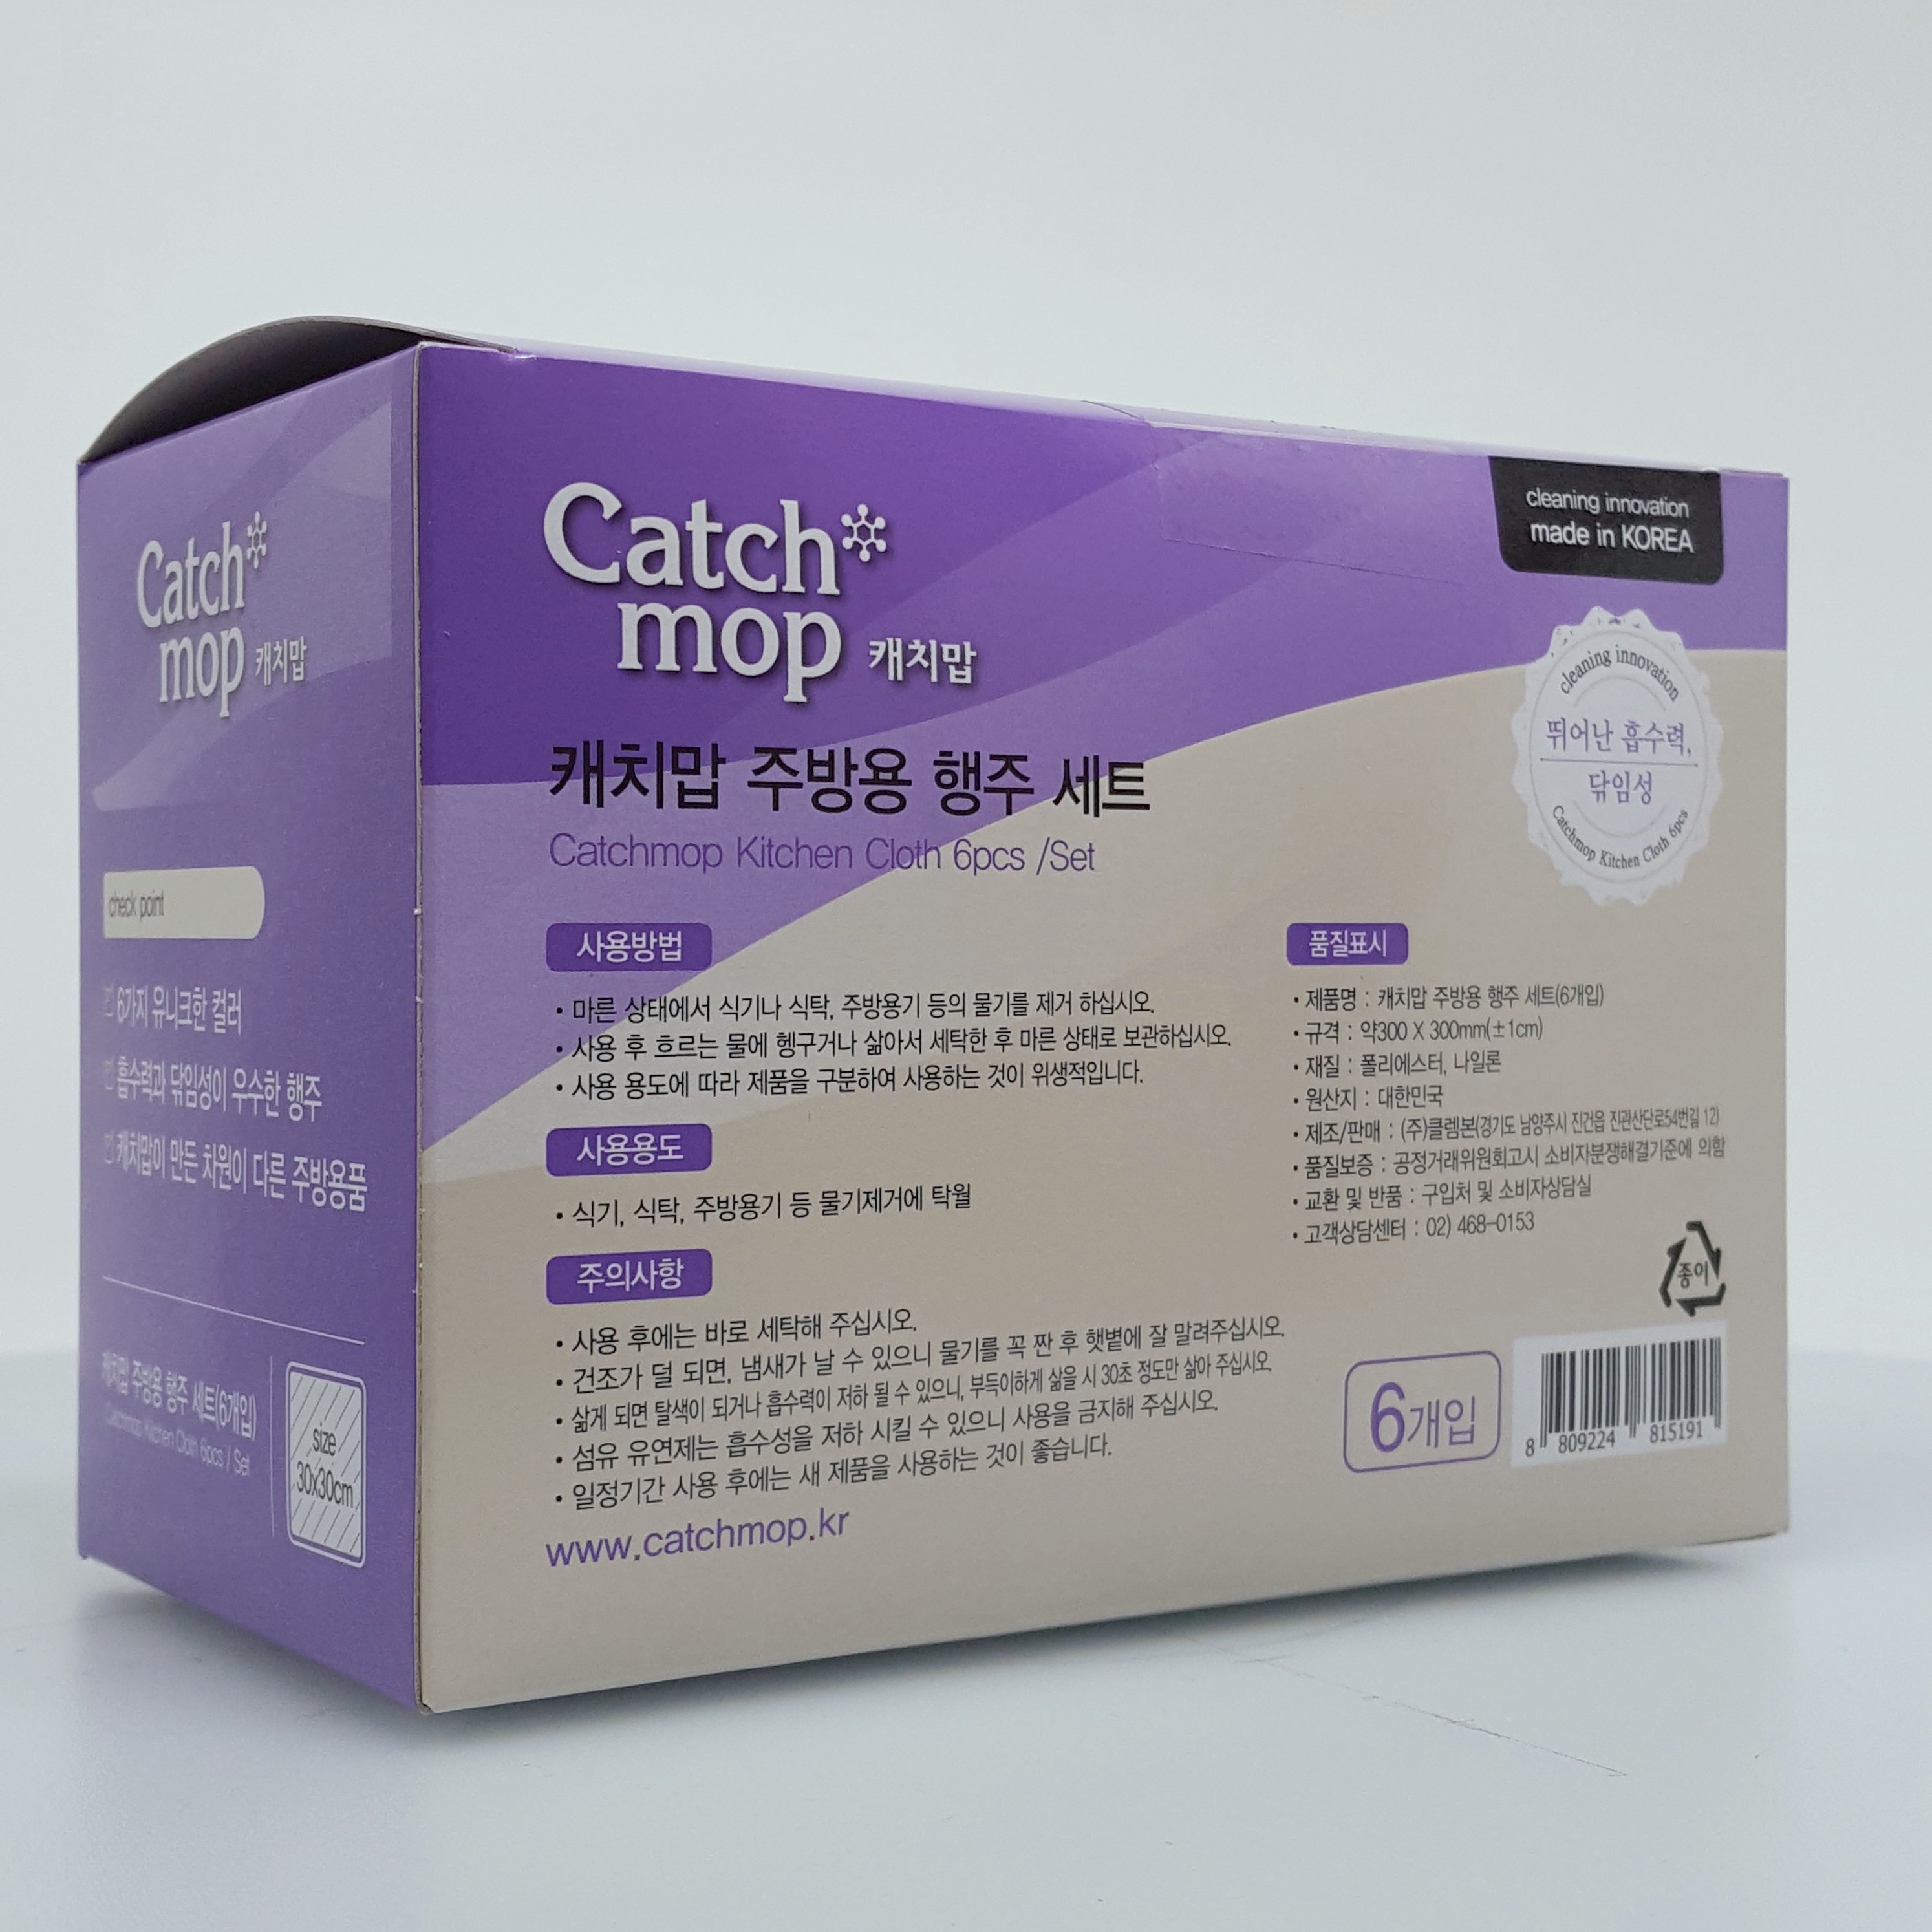 Catch
mop 캐치맙
check point
6가지 유니크한 컬러
흡수력과 닦임성이 우수한 행주
캐치맙이 만든 차원이 다른 주방용품
캐치맙 주방용 행주 세트(6개입)
Catchmop Kitchen Cloth 6pcs / Set
size
30x30cm
Catch
mop 캐치맙
cleaning innovation
made in KOREA
캐치맙 주방용 행주 세트
Catchmop Kitchen Cloth 6pcs /Set
cleaning innovation
뛰어난 흡수력,
닦임성
Catchmop Kitchen Cloth 6pcs
사용방법
• 마른 상태에서 식기나 식탁, 주방용기 등의 물기를 제거 하십시오.
• 사용 후 흐르는 물에 헹구거나 삶아서 세탁한 후 마른 상태로 보관하십시오.
• 사용 용도에 따라 제품을 구분하여 사용하는 것이 위생적입니다.
사용용도
• 식기, 식탁, 주방용기 등 물기제거에 탁월
주의사항
• 사용 후에는 바로 세탁해 주십시오.
• 건조가 덜 되면, 냄새가 날 수 있으니 물기를 꼭 짠 후 햇볕에 잘 말려주십시오.
• 삶게 되면 탈색이 되거나 흡수력이 저하 될 수 있으니, 부득이하게 삶을 시 30초 정도만 삶아 주십시오.
• 섬유 유연제는 흡수성을 저하 시킬 수 있으니 사용을 금지해 주십시오.
• 일정기간 사용 후에는 새 제품을 사용하는 것이 좋습니다.
www.catchmop.kr
품질표시
• 제품명 : 캐치맙 주방용 행주 세트(6개입)
• 규격 : 약300 X 300mm(±1cm)
• 재질 : 폴리에스터, 나일론
• 원산지 : 대한민국
• 제조/판매 : (주)클렘본(경기도 남양주시 진건읍 진관산단로54번길 12)
• 품질보증 : 공정거래위원회고시 소비자분쟁해결기준에 의함
• 교환 및 반품 : 구입처 및 소비자상담실
• 고객상담센터 : 02) 468-0153
종이
6개입
8 809224 815191